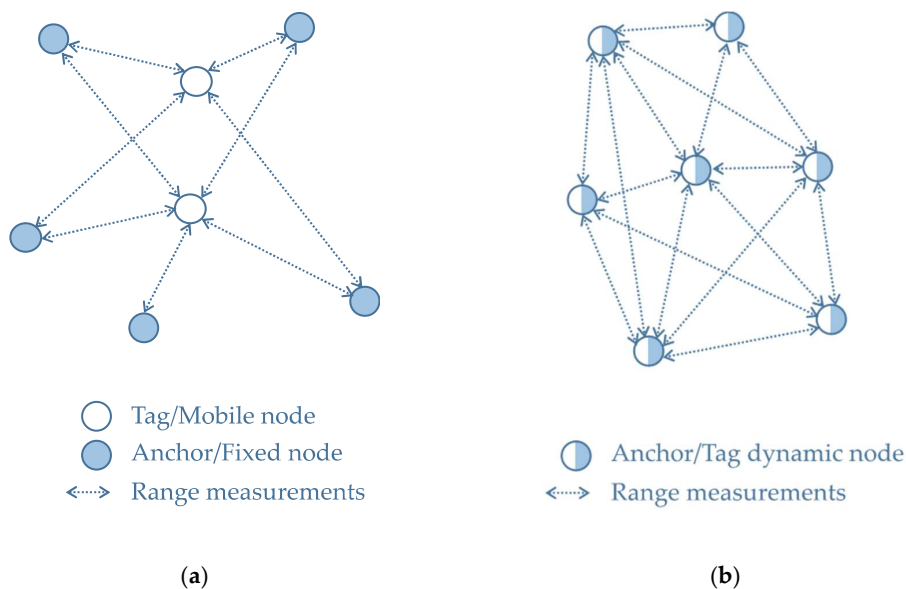 Tag/Mobile node
Anchor/Fixed node
Range measurements
Anchor/Tag dynamic node
Range measurements
(a)
(b)